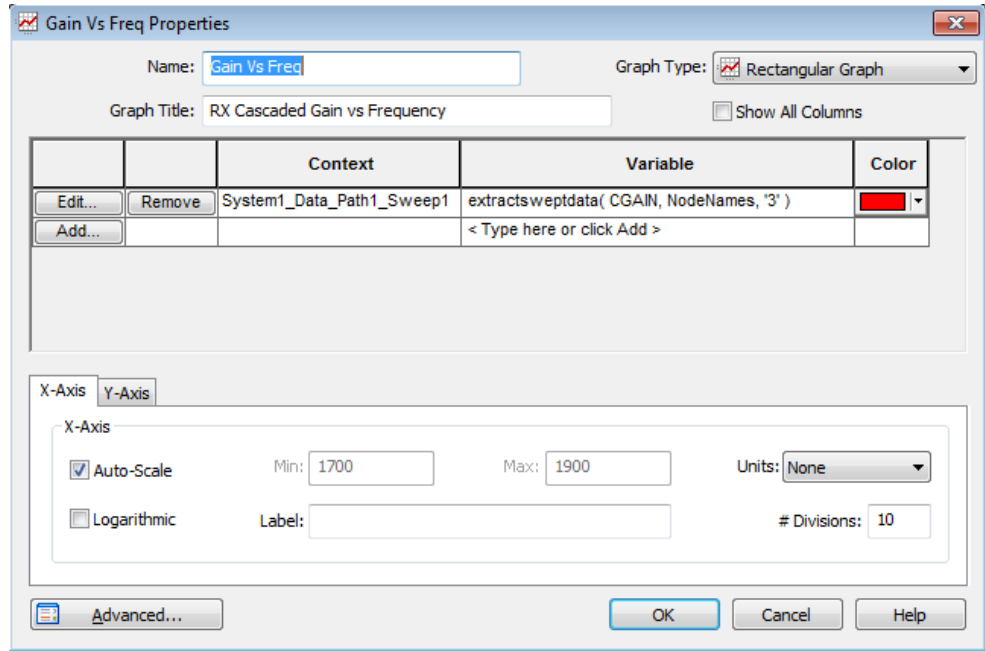 Gain Vs Freq Properties
Name: Gain Vs Freq Graph Type: Rectangular Graph
Graph Title: RX Cascaded Gain vs Frequency Show All Columns
Context Variable Color
Edit... Remove System1_Data_Path1_Sweep1 extractsweptdata( CGAIN, NodeNames, '3' )
Add... < Type here or click Add >
X-Axis Y-Axis
X-Axis
Auto-Scale Min: 1700 Max: 1900 Units: None
Logarithmic Label: # Divisions: 10
Advanced... OK Cancel Help